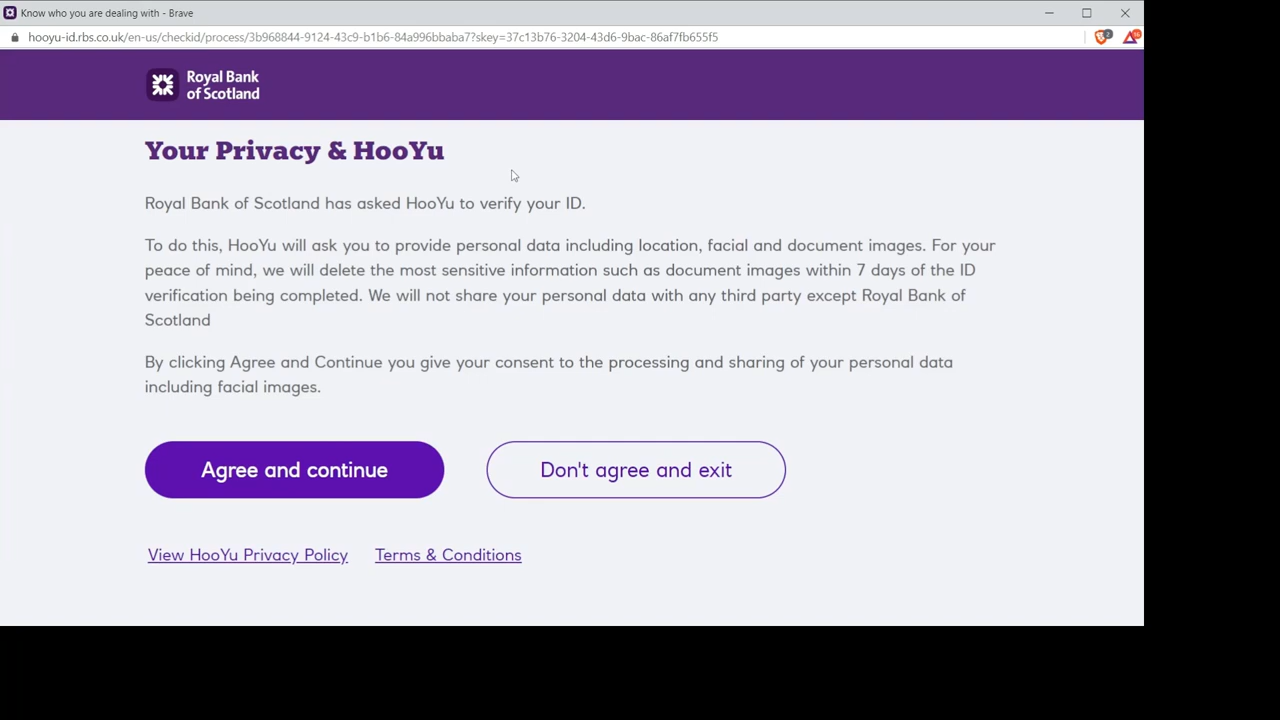 Know who you are dealing with - Brave
hooyu-id.rbs.co.uk/en-us/checkid/process/3b968844-9124-43c9-b1b6-84a996bbaba7?skey=37c13b76-3204-43d6-9bac-86af7fb655f5
2
Royal Bank
of Scotland
Your Privacy & HooYu
Royal Bank of Scotland has asked HooYu to verify your ID.
To do this, HooYu will ask you to provide personal data including location, facial and document images. For your
peace of mind, we will delete the most sensitive information such as document images within 7 days of the ID
verification being completed. We will not share your personal data with any third party except Royal Bank of
Scotland
By clicking Agree and Continue you give your consent to the processing and sharing of your personal data
including facial images.
Agree and continue
Don't agree and exit
View HooYu Privacy Policy
Terms & Conditions